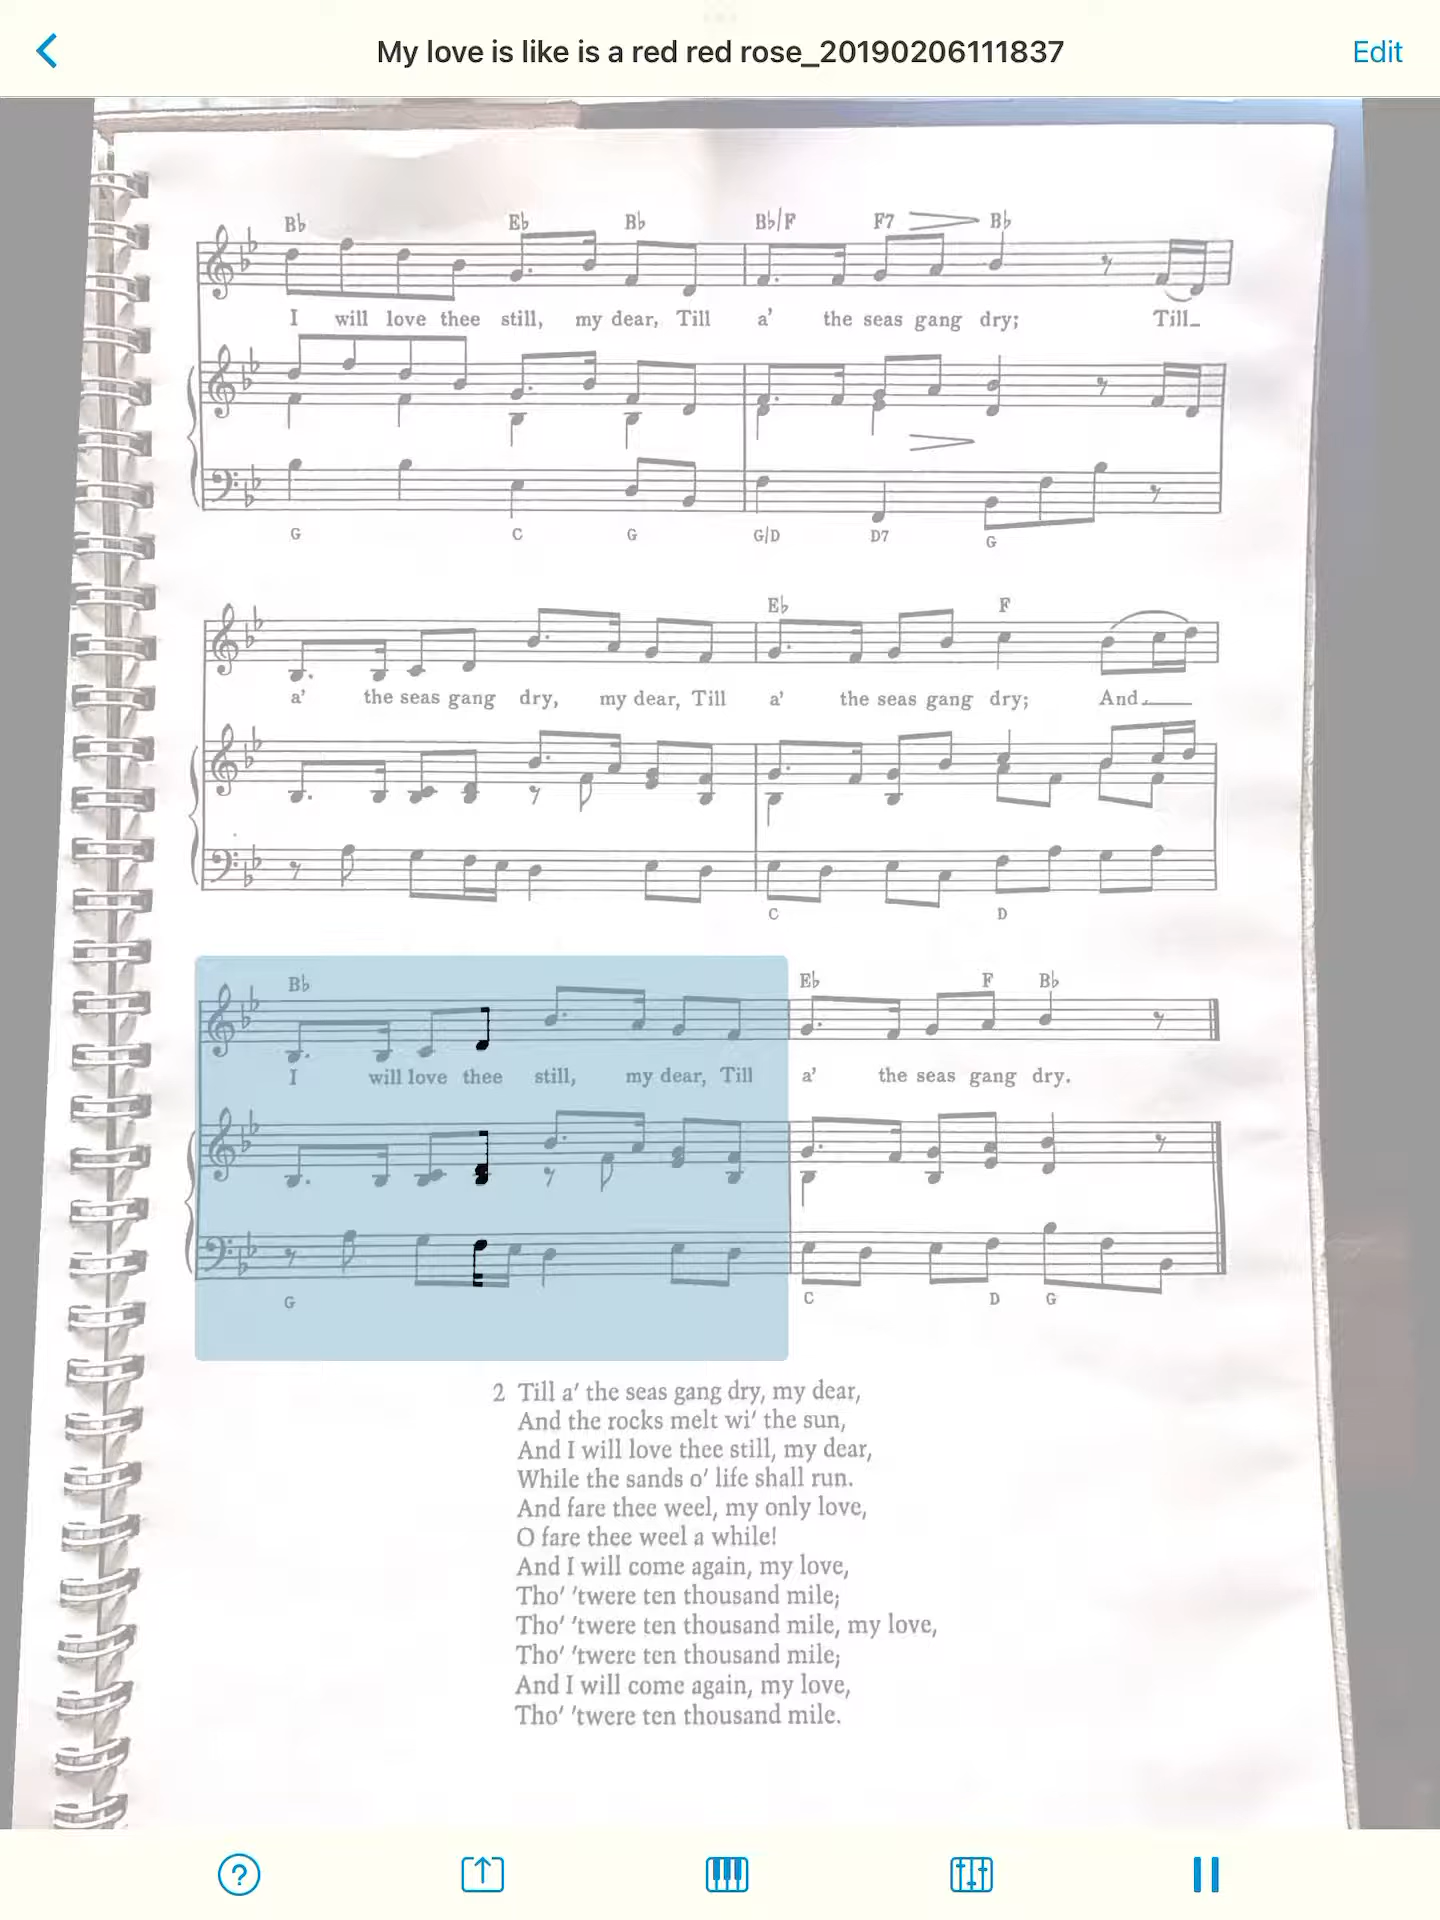 My love is like is a red red rose_20190206111837
Edit
B♭ E♭ B♭ B♭/F F7 B♭
I will love thee still, my dear, Till a' the seas gang dry; Till_
G C G G/D D7 G
E♭ F
a' the seas gang dry, my dear, Till a' the seas gang dry; And
C D
B♭ E♭ F B♭
I will love thee still, my dear, Till a' the seas gang dry.
G C D G
2 Till a' the seas gang dry, my dear,
And the rocks melt wi' the sun,
And I will love thee still, my dear,
While the sands o' life shall run.
And fare thee weel, my only love,
O fare thee weel a while!
And I will come again, my love,
Tho' 'twere ten thousand mile;
Tho' 'twere ten thousand mile, my love,
Tho' 'twere ten thousand mile;
And I will come again, my love,
Tho' 'twere ten thousand mile.